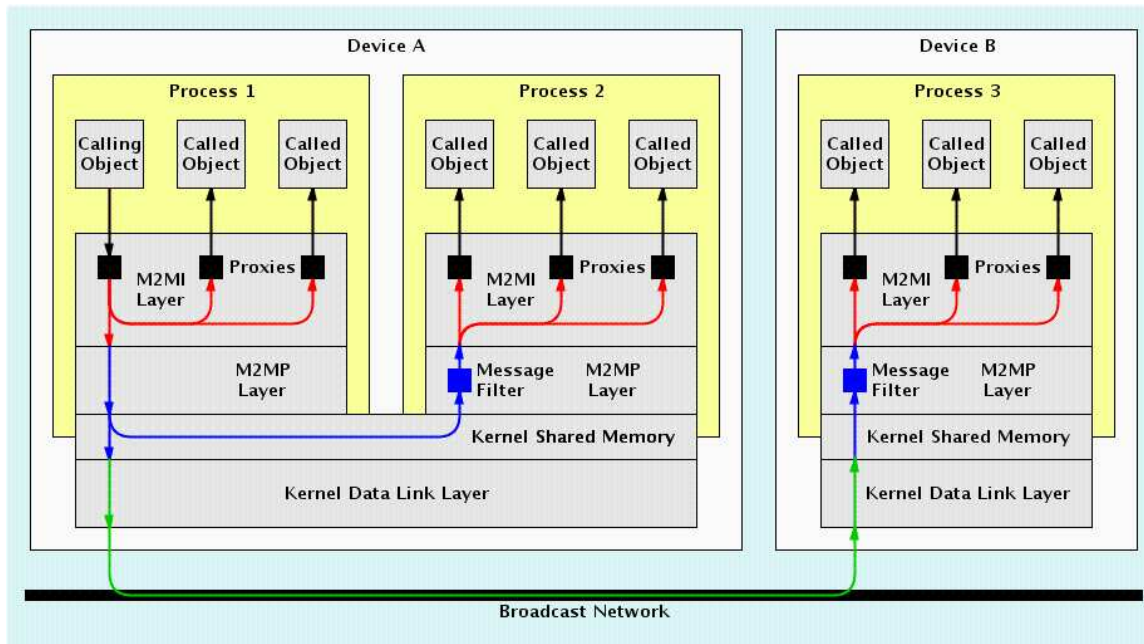 Device A
Device B
Process 1
Process 2
Process 3
Calling
Object
Called
Object
Called
Object
Called
Object
Called
Object
Called
Object
Called
Object
Called
Object
Called
Object
M2MI
Layer
Proxies
M2MI
Layer
Proxies
M2MI
Layer
Proxies
M2MP
Layer
Message
Filter
M2MP
Layer
Message
Filter
M2MP
Layer
Kernel Shared Memory
Kernel Shared Memory
Kernel Data Link Layer
Kernel Data Link Layer
Broadcast Network